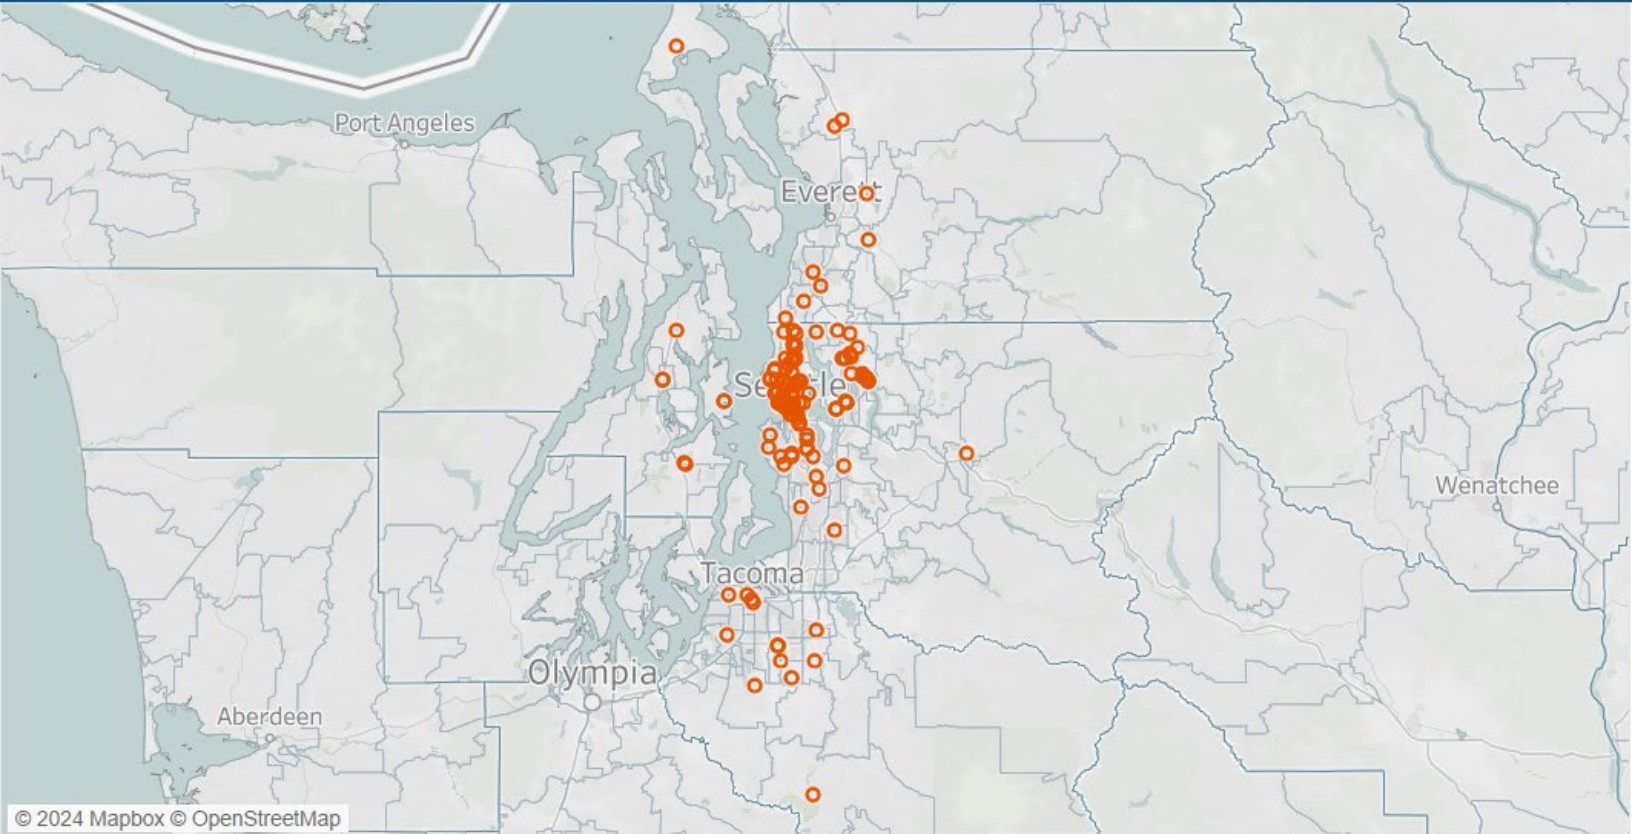 Port Angeles
Everett
Seattle
Wenatchee
Tacoma
Olympia
Aberdeen
© 2024 Mapbox © OpenStreetMap